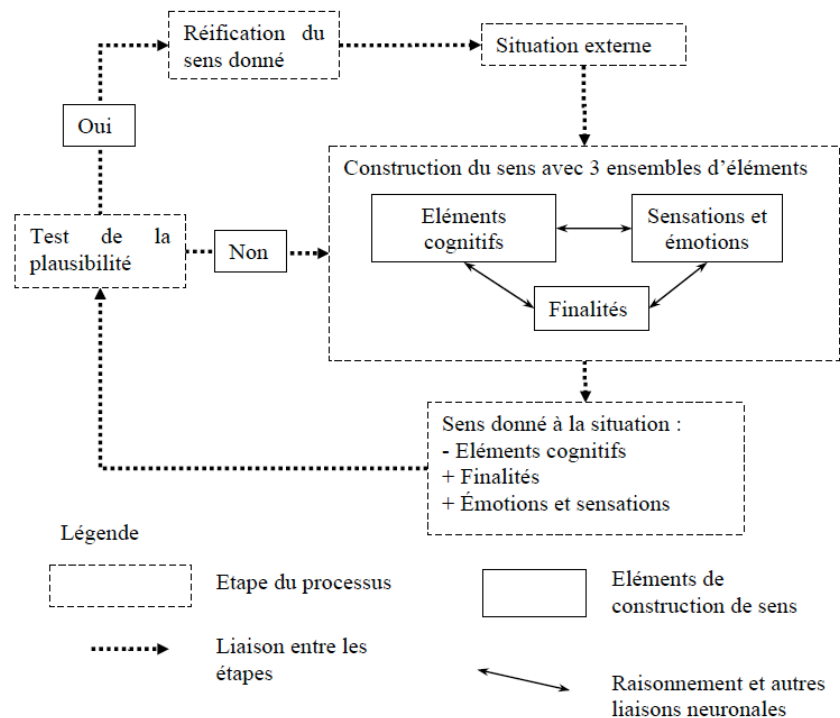 Réification du
sens donné
Situation externe
Oui
Construction du sens avec 3 ensembles d’éléments
Eléments
cognitifs
Sensations et
émotions
Test de la
plausibilité
Non
Finalités
Sens donné à la situation :
- Eléments cognitifs
+ Finalités
+ Émotions et sensations
Légende
Etape du processus
Eléments de
construction de sens
Liaison entre les
étapes
Raisonnement et autres
liaisons neuronales